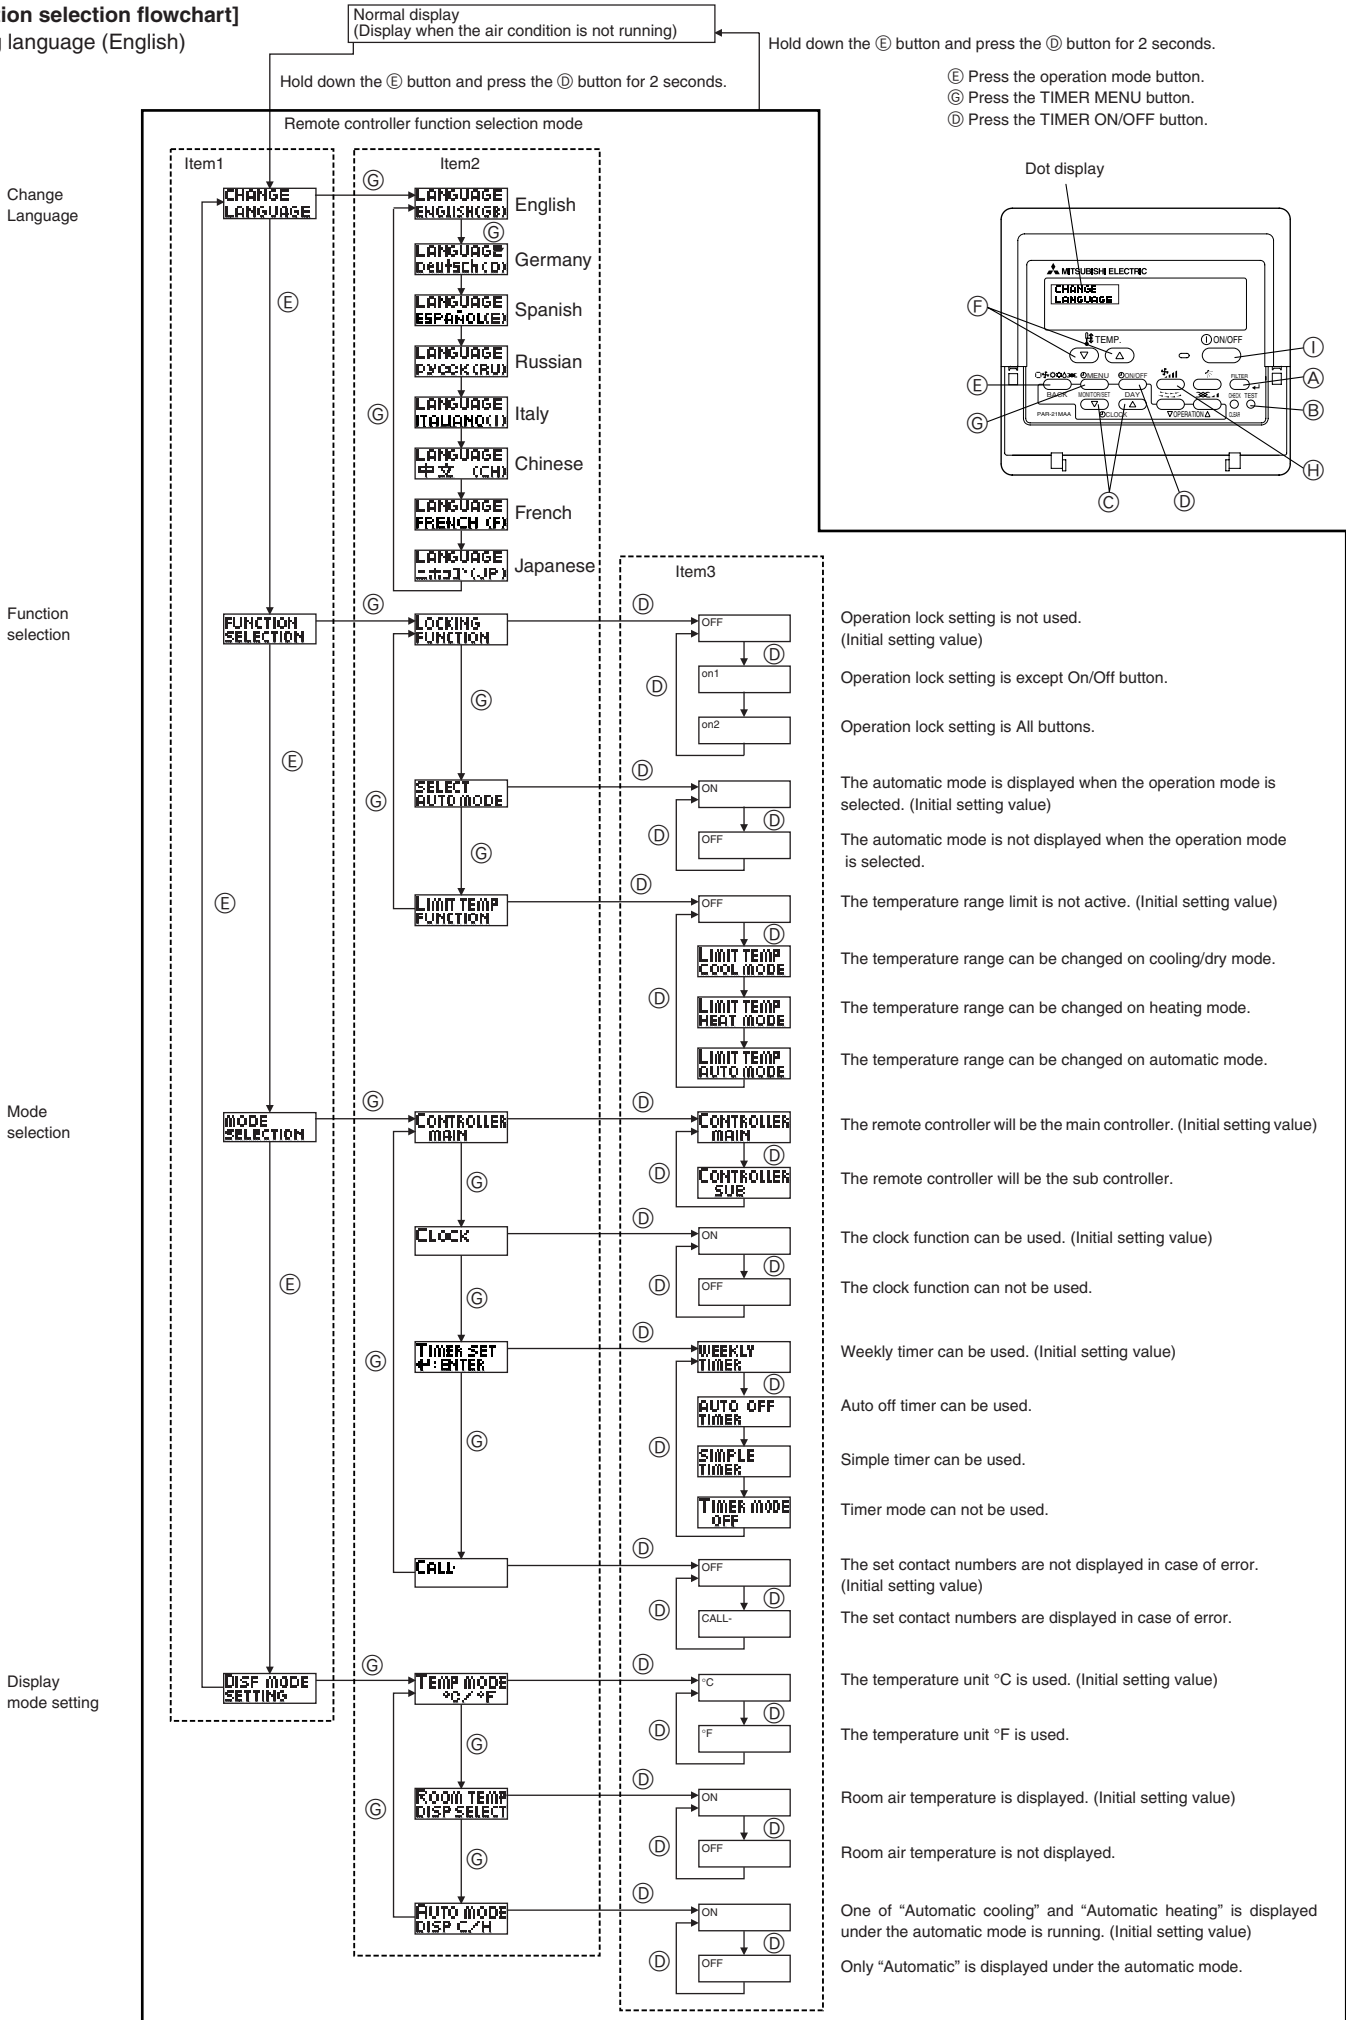 tion selection flowchart]
g language (English)
Normal display
(Display when the air condition is not running)
Hold down the Ⓔ button and press the Ⓓ button for 2 seconds.
Hold down the Ⓔ button and press the Ⓓ button for 2 seconds.
Ⓔ Press the operation mode button.
Ⓖ Press the TIMER MENU button.
Ⓓ Press the TIMER ON/OFF button.
Remote controller function selection mode
Item1
Item2
Dot display
MITSUBISHI ELECTRIC
CHANGE
LANGUAGE
TEMP.
ON/OFF
MENU
ON/OFF
FILTER
BACK
MONITOR/SET
DAY
CHECK
TEST
PAR-21MAA
CLOCK
▽OPERATION△
CLEAR
Ⓕ
Ⓔ
Ⓖ
Ⓒ
Ⓓ
Ⓘ
Ⓐ
Ⓑ
Ⓗ
Change
Language
CHANGE
LANGUAGE
Ⓖ
LANGUAGE
ENGLISH(GB)
English
Ⓖ
LANGUAGE
Deutsch(D)
Germany
Ⓔ
LANGUAGE
ESPAÑOL(E)
Spanish
LANGUAGE
РУССК(RU)
Russian
Ⓖ
LANGUAGE
ITALIANO(I)
Italy
LANGUAGE
中文 (CH)
Chinese
LANGUAGE
FRENCH (F)
French
LANGUAGE
ニホンゴ(JP)
Japanese
Item3
Function
selection
FUNCTION
SELECTION
Ⓖ
LOCKING
FUNCTION
Ⓓ
OFF
Operation lock setting is not used.
(Initial setting value)
Ⓓ
Ⓓ
on1
Operation lock setting is except On/Off button.
Ⓖ
on2
Operation lock setting is All buttons.
Ⓔ
Ⓖ
SELECT
AUTO MODE
Ⓓ
ON
The automatic mode is displayed when the operation mode is
selected. (Initial setting value)
Ⓓ
Ⓓ
OFF
The automatic mode is not displayed when the operation mode
is selected.
Ⓖ
Ⓔ
LIMIT TEMP
FUNCTION
Ⓓ
OFF
The temperature range limit is not active. (Initial setting value)
Ⓓ
LIMIT TEMP
COOL MODE
The temperature range can be changed on cooling/dry mode.
Ⓓ
LIMIT TEMP
HEAT MODE
The temperature range can be changed on heating mode.
LIMIT TEMP
AUTO MODE
The temperature range can be changed on automatic mode.
Mode
selection
MODE
SELECTION
Ⓖ
CONTROLLER
MAIN
Ⓓ
CONTROLLER
MAIN
The remote controller will be the main controller. (Initial setting value)
Ⓓ
Ⓓ
Ⓖ
CONTROLLER
SUB
The remote controller will be the sub controller.
CLOCK
Ⓓ
ON
The clock function can be used. (Initial setting value)
Ⓓ
Ⓓ
Ⓔ
Ⓖ
OFF
The clock function can not be used.
Ⓖ
TIMER SET
↵:ENTER
Ⓓ
WEEKLY
TIMER
Weekly timer can be used. (Initial setting value)
Ⓓ
AUTO OFF
TIMER
Auto off timer can be used.
Ⓖ
Ⓓ
SIMPLE
TIMER
Simple timer can be used.
TIMER MODE
OFF
Timer mode can not be used.
CALL-
Ⓓ
OFF
The set contact numbers are not displayed in case of error.
(Initial setting value)
Ⓓ
Ⓓ
CALL-
The set contact numbers are displayed in case of error.
Display
mode setting
DISP MODE
SETTING
Ⓖ
TEMP MODE
°C/°F
Ⓓ
°C
The temperature unit °C is used. (Initial setting value)
Ⓓ
Ⓓ
Ⓖ
°F
The temperature unit °F is used.
Ⓖ
ROOM TEMP
DISP SELECT
Ⓓ
ON
Room air temperature is displayed. (Initial setting value)
Ⓓ
Ⓓ
Ⓖ
OFF
Room air temperature is not displayed.
AUTO MODE
DISP C/H
Ⓓ
ON
One of “Automatic cooling” and “Automatic heating” is displayed
under the automatic mode is running. (Initial setting value)
Ⓓ
Ⓓ
OFF
Only “Automatic” is displayed under the automatic mode.